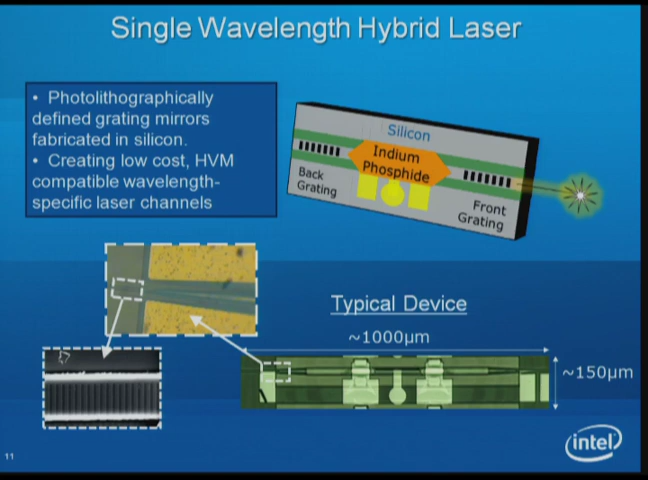 Single Wavelength Hybrid Laser
• Photolithographically
defined grating mirrors
fabricated in silicon.
• Creating low cost, HVM
compatible wavelength-
specific laser channels
Silicon
Indium
Phosphide
Back
Grating
Front
Grating
Typical Device
~1000μm
~150μm
11
intel